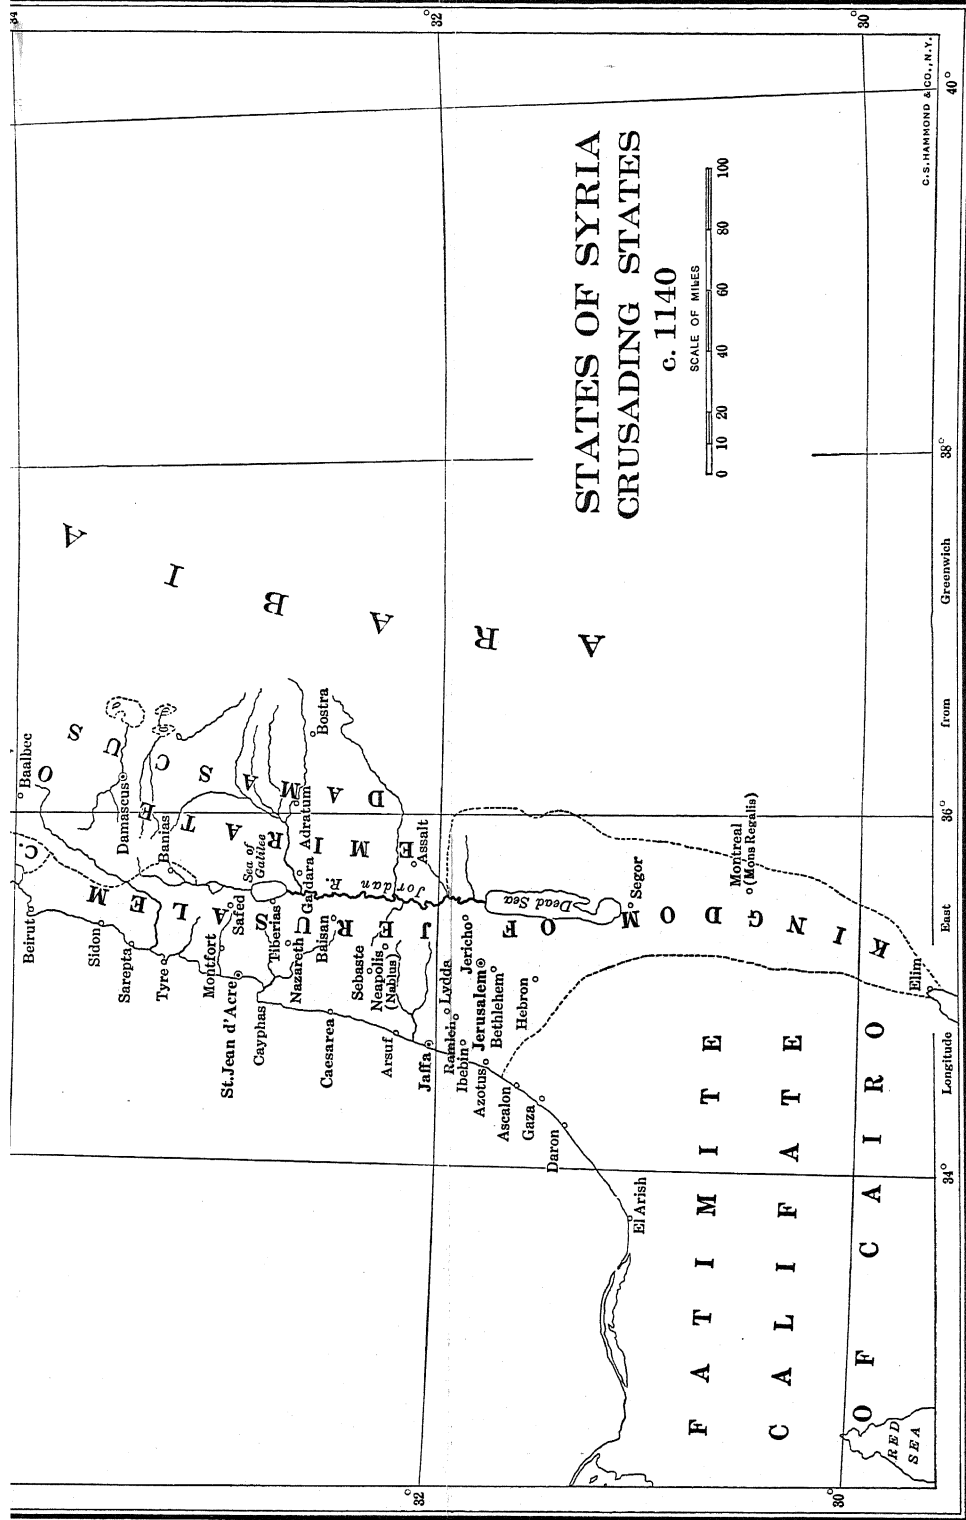 STATES OF SYRIA
CRUSADING STATES
c. 1140
SCALE OF MILES
0 10 20 40 60 80 100
C. S. HAMMOND & CO., N.Y.
34
32°
30°
40°
38°
36°
34°
32°
30°
Longitude East from Greenwich
ARABIA
EMIRATE
DAMASCUS
O
C.
KINGDOM OF JERUSALEM
FATIMITE
CALIFATE
OF CAIRO
RED
SEA
Baalbec
Beirut
Damascus
Sidon
Sarepta
Banias
Tyre
Montfort
Safed
Sea of
Galilee
St. Jean d'Acre
Tiberias
Cayphas
Nazareth
Gadara
Adratum
Bostra
Baisan
Jordan R.
Caesarea
Sebaste
Neapolis
(Nablus)
Arsuf
Assalt
Jaffa
Lydda
Ramleh
Ibebin
Jericho
Jerusalem
Azotus
Bethlehem
Ascalon
Hebron
Gaza
Daron
Dead Sea
Segor
El Arish
Montreal
(Mons Regalis)
Elim